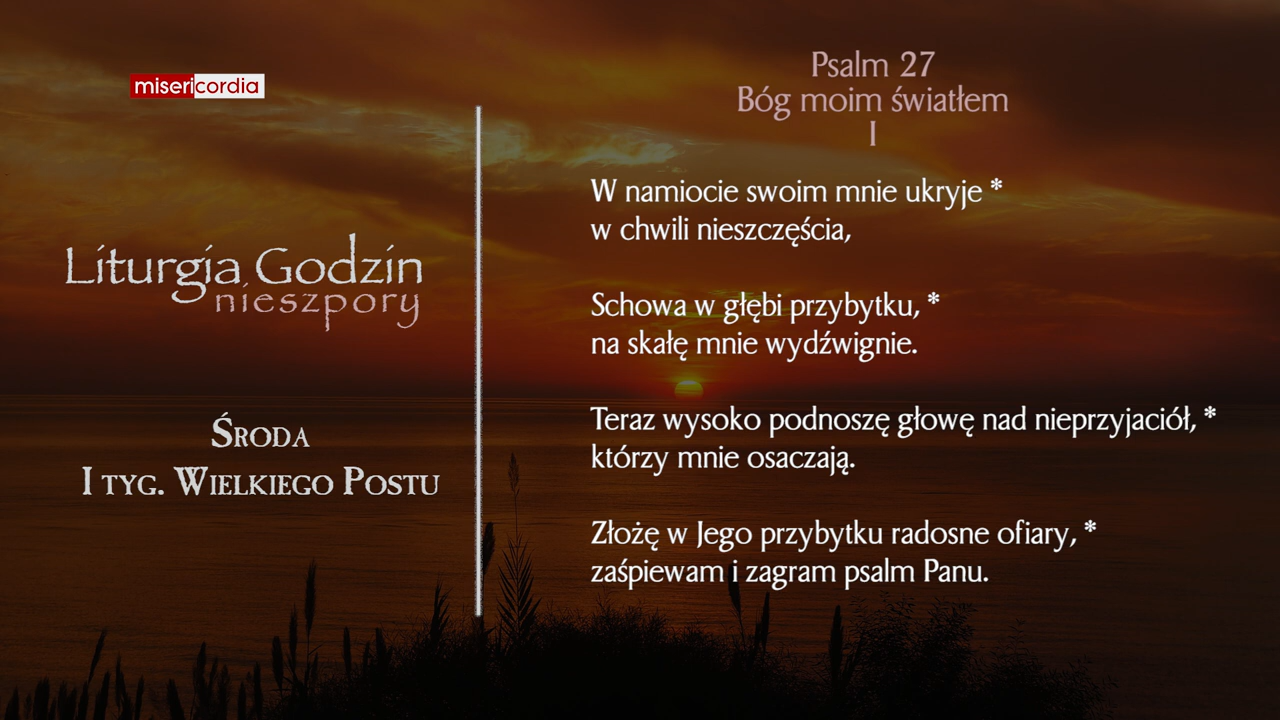 misericordia
Liturgia Godzin
nieszpory
Środa
I tyg. Wielkiego Postu
Psalm 27
Bóg moim światłem
I
W namiocie swoim mnie ukryje *
w chwili nieszczęścia,
Schowa w głębi przybytku, *
na skałę mnie wydźwignie.
Teraz wysoko podnoszę głowę nad nieprzyjaciół, *
którzy mnie osaczają.
Złożę w Jego przybytku radosne ofiary, *
zaśpiewam i zagram psalm Panu.